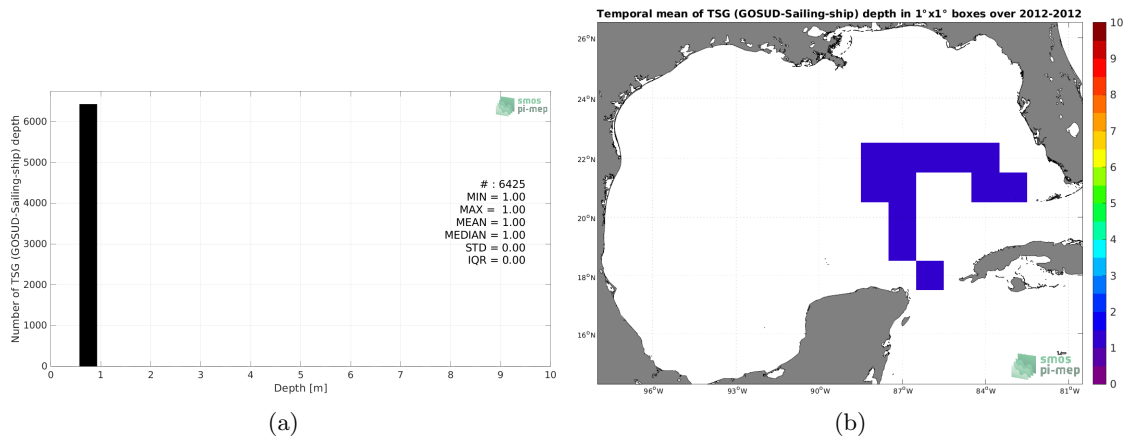 Number of TSG (GOSUD-Sailing-ship) depth
6000
5000
4000
3000
2000
1000
0
0 1 2 3 4 5 6 7 8 9 10
Depth [m]
smos
pi-mep
# : 6425
MIN = 1.00
MAX = 1.00
MEAN = 1.00
MEDIAN = 1.00
STD = 0.00
IQR = 0.00
(a)
Temporal mean of TSG (GOSUD-Sailing-ship) depth in 1°x1° boxes over 2012-2012
26°N
24°N
22°N
20°N
18°N
16°N
96°W 93°W 90°W 87°W 84°W 81°W
smos
pi-mep
10
9
8
7
6
5
4
3
2
1
0
(b)